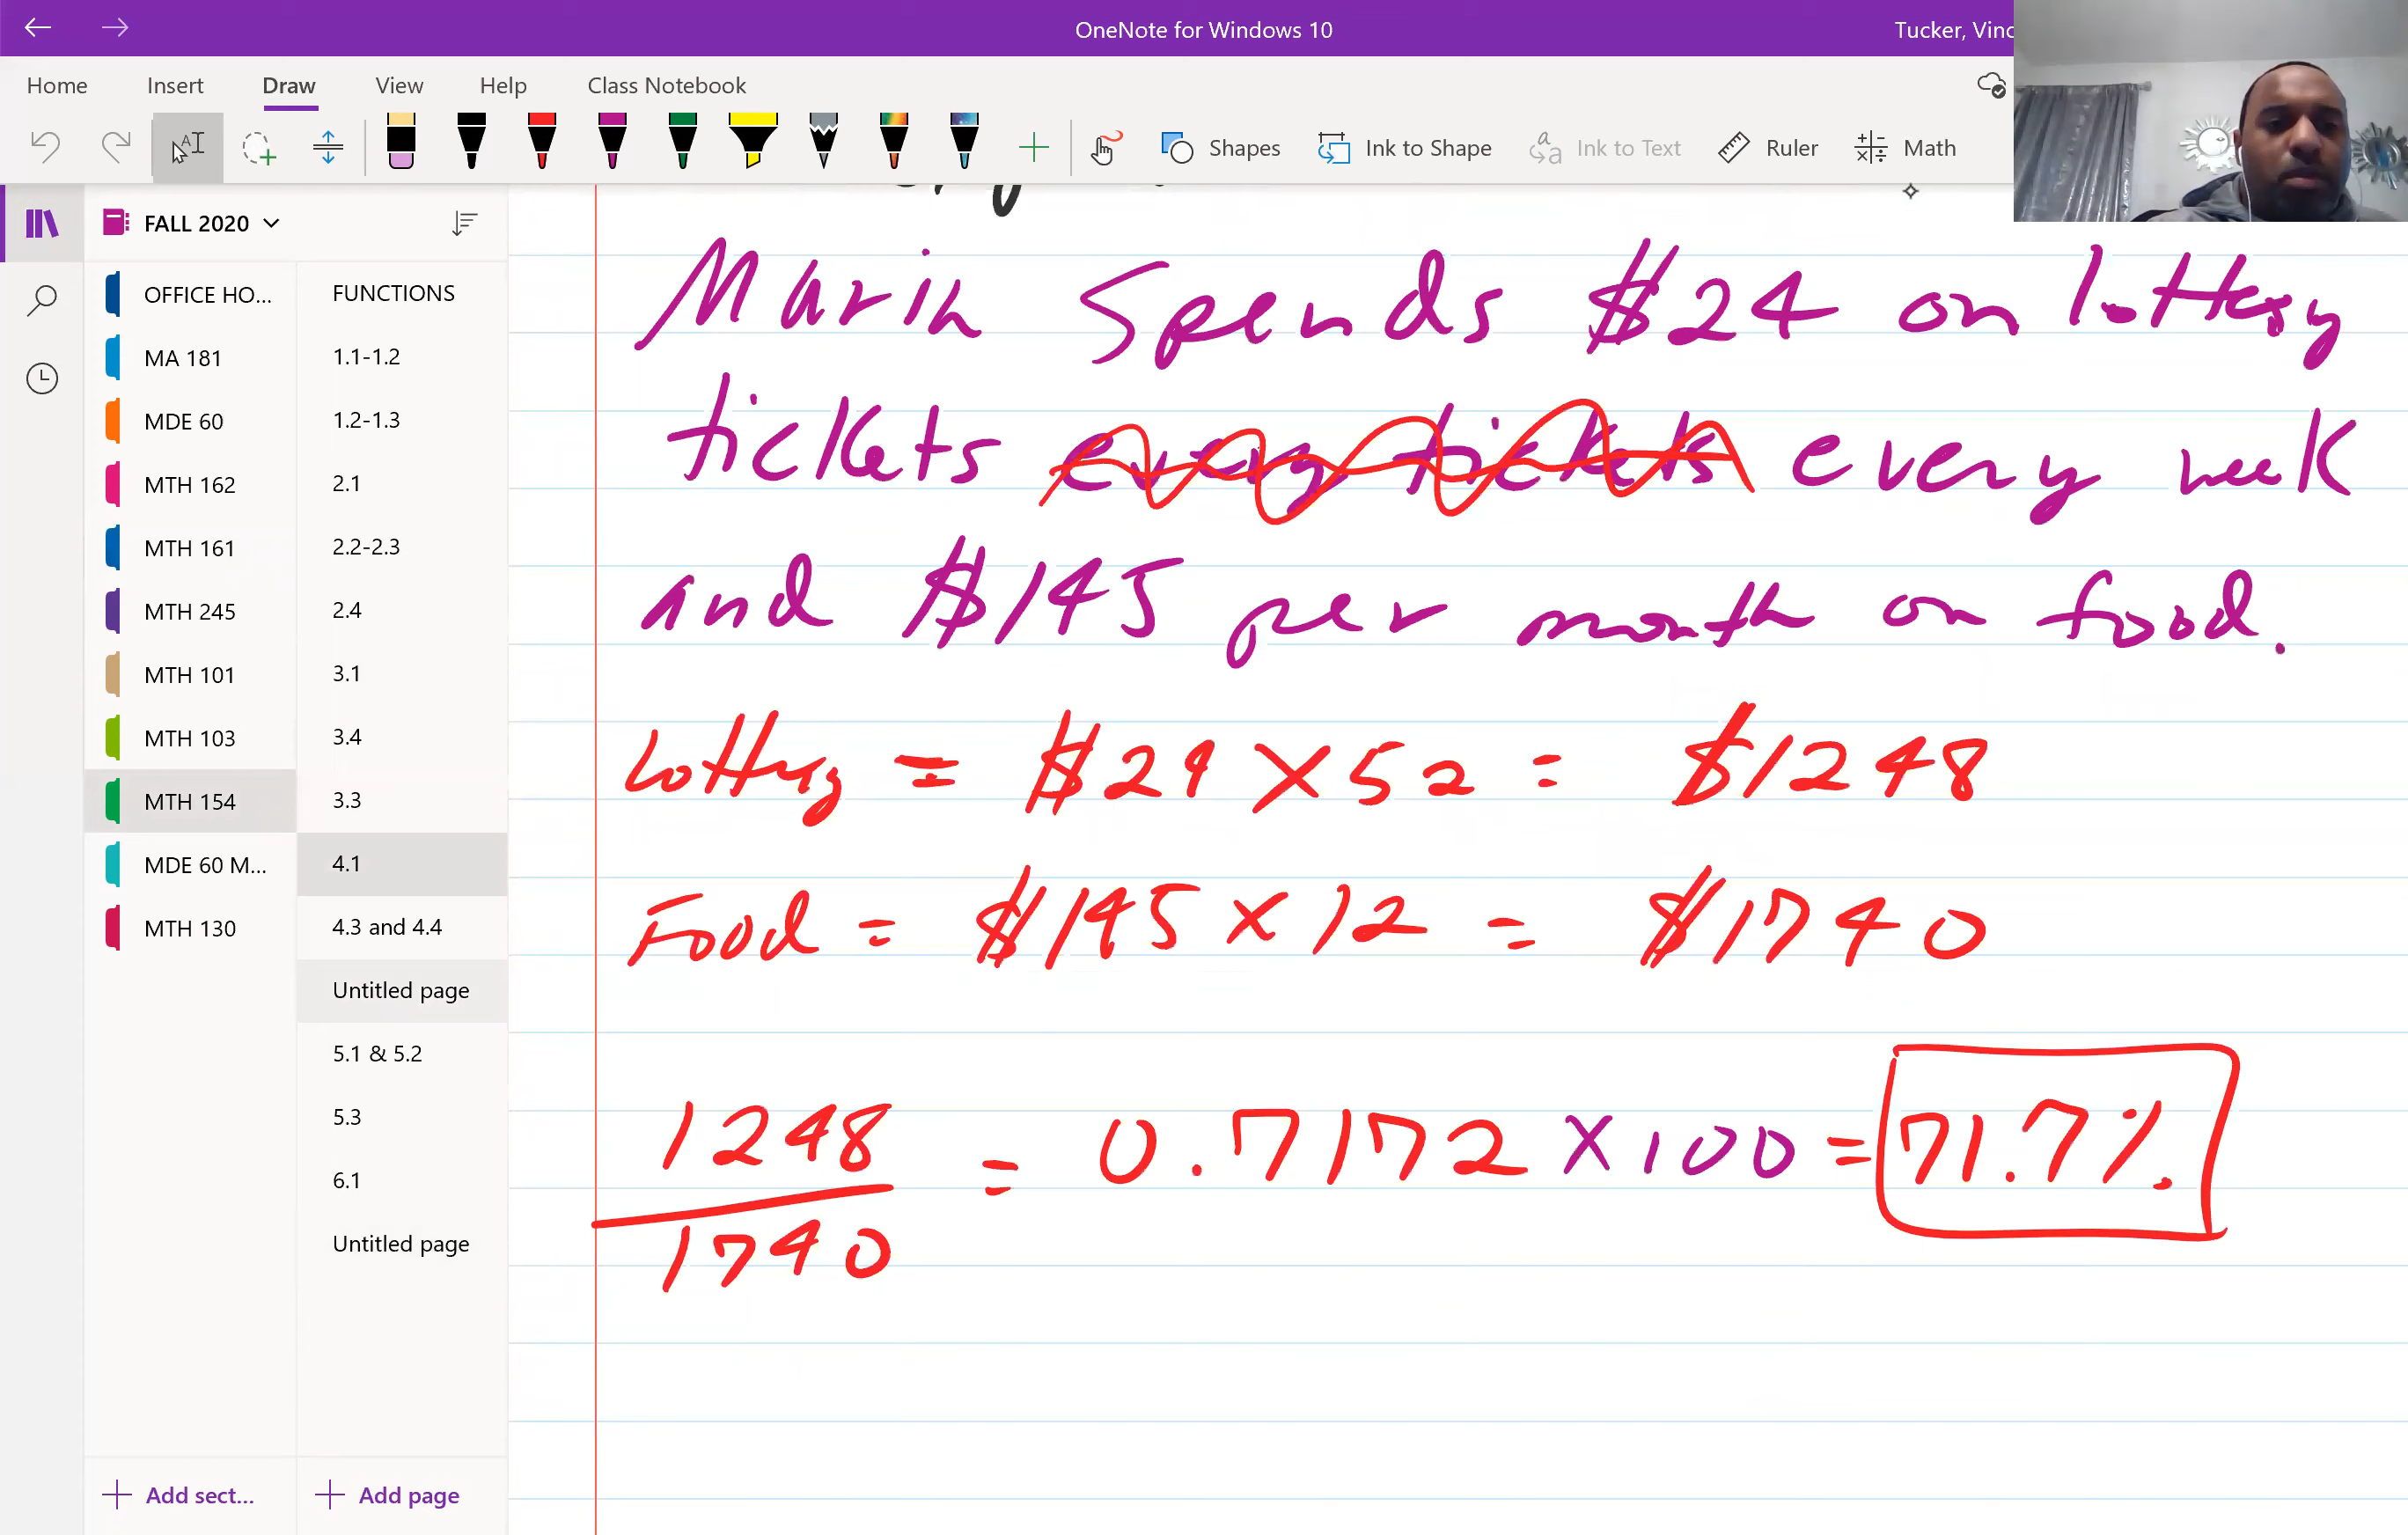 OneNote for Windows 10
Tucker, Vinc
Home Insert Draw View Help Class Notebook
Shapes Ink to Shape Ink to Text Ruler Math
FALL 2020
OFFICE HO...
MA 181
MDE 60
MTH 162
MTH 161
MTH 245
MTH 101
MTH 103
MTH 154
MDE 60 M...
MTH 130
Add sect...
FUNCTIONS
1.1-1.2
1.2-1.3
2.1
2.2-2.3
2.4
3.1
3.4
3.3
4.1
4.3 and 4.4
Untitled page
5.1 & 5.2
5.3
6.1
Untitled page
Add page
Maria Spends $24 on lottery
tickets every tickets every week
and $145 per month on food.
Lottery = $24 × 52 = $1248
Food = $145 × 12 = $1740
1248
= 0.7172 × 100 = 71.7%
1740